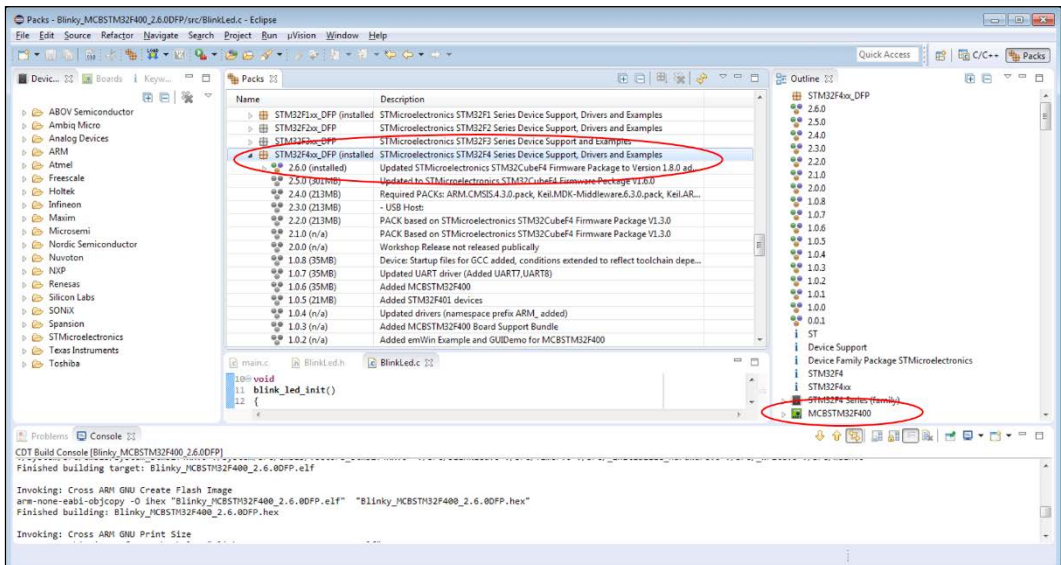 Packs - Blinky_MCBSTM32F400_2.6.0DFP/src/BlinkLed.c - Eclipse
File Edit Source Refactor Navigate Search Project Run µVision Window Help
Quick Access C/C++ Packs
Devic... Boards Keyw...
ABOV Semiconductor
Ambiq Micro
Analog Devices
ARM
Atmel
Freescale
Holtek
Infineon
Maxim
Microsemi
Nordic Semiconductor
Nuvoton
NXP
Renesas
Silicon Labs
SONiX
Spansion
STMicroelectronics
Texas Instruments
Toshiba
Packs
Name Description
STM32F1xx_DFP (installed STMicroelectronics STM32F1 Series Device Support, Drivers and Examples
STM32F2xx_DFP (installed STMicroelectronics STM32F2 Series Device Support, Drivers and Examples
STM32F3xx_DFP STMicroelectronics STM32F3 Series Device Support and Examples
STM32F4xx_DFP (installed STMicroelectronics STM32F4 Series Device Support, Drivers and Examples
2.6.0 (installed) Updated STMicroelectronics STM32CubeF4 Firmware Package to Version 1.8.0 ad...
2.5.0 (301MB) Updated to STMicroelectronics STM32CubeF4 Firmware Package V1.6.0
2.4.0 (213MB) Required PACKs: ARM.CMSIS.4.3.0.pack, Keil.MDK-Middleware.6.3.0.pack, Keil.AR...
2.3.0 (213MB) - USB Host:
2.2.0 (213MB) PACK based on STMicroelectronics STM32CubeF4 Firmware Package V1.3.0
2.1.0 (n/a) PACK based on STMicroelectronics STM32CubeF4 Firmware Package V1.3.0
2.0.0 (n/a) Workshop Release not released publically
1.0.8 (35MB) Device: Startup files for GCC added, conditions extended to reflect toolchain depe...
1.0.7 (35MB) Updated UART driver (Added UART7,UART8)
1.0.6 (35MB) Added MCBSTM32F400
1.0.5 (21MB) Added STM32F401 devices
1.0.4 (n/a) Updated drivers (namespace prefix ARM_ added)
1.0.3 (n/a) Added MCBSTM32F400 Board Support Bundle
1.0.2 (n/a) Added emWin Example and GUIDemo for MCBSTM32F400
main.c BlinkLed.h BlinkLed.c
10 void
11 blink_led_init()
12 {
Outline
STM32F4xx_DFP
2.6.0
2.5.0
2.4.0
2.3.0
2.2.0
2.1.0
2.0.0
1.0.8
1.0.7
1.0.6
1.0.5
1.0.4
1.0.3
1.0.2
1.0.1
1.0.0
0.0.1
ST
Device Support
Device Family Package STMicroelectronics
STM32F4
STM32F4xx
STM32F4 Series (family)
MCBSTM32F400
Problems Console
CDT Build Console [Blinky_MCBSTM32F400_2.6.0DFP]
Finished building target: Blinky_MCBSTM32F400_2.6.0DFP.elf
Invoking: Cross ARM GNU Create Flash Image
arm-none-eabi-objcopy -O ihex "Blinky_MCBSTM32F400_2.6.0DFP.elf" "Blinky_MCBSTM32F400_2.6.0DFP.hex"
Finished building: Blinky_MCBSTM32F400_2.6.0DFP.hex
Invoking: Cross ARM GNU Print Size